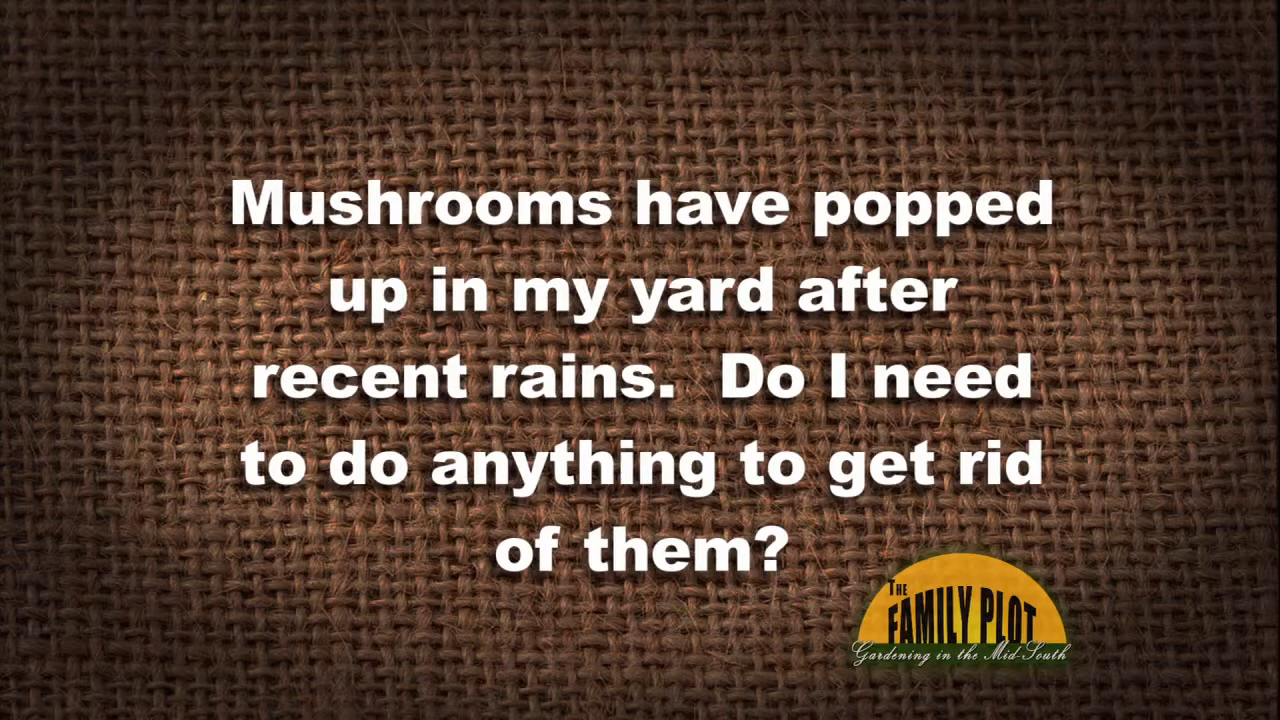 Mushrooms have popped
up in my yard after
recent rains.  Do I need
to do anything to get rid
of them?
THE
FAMILY PLOT
Gardening in the Mid-South